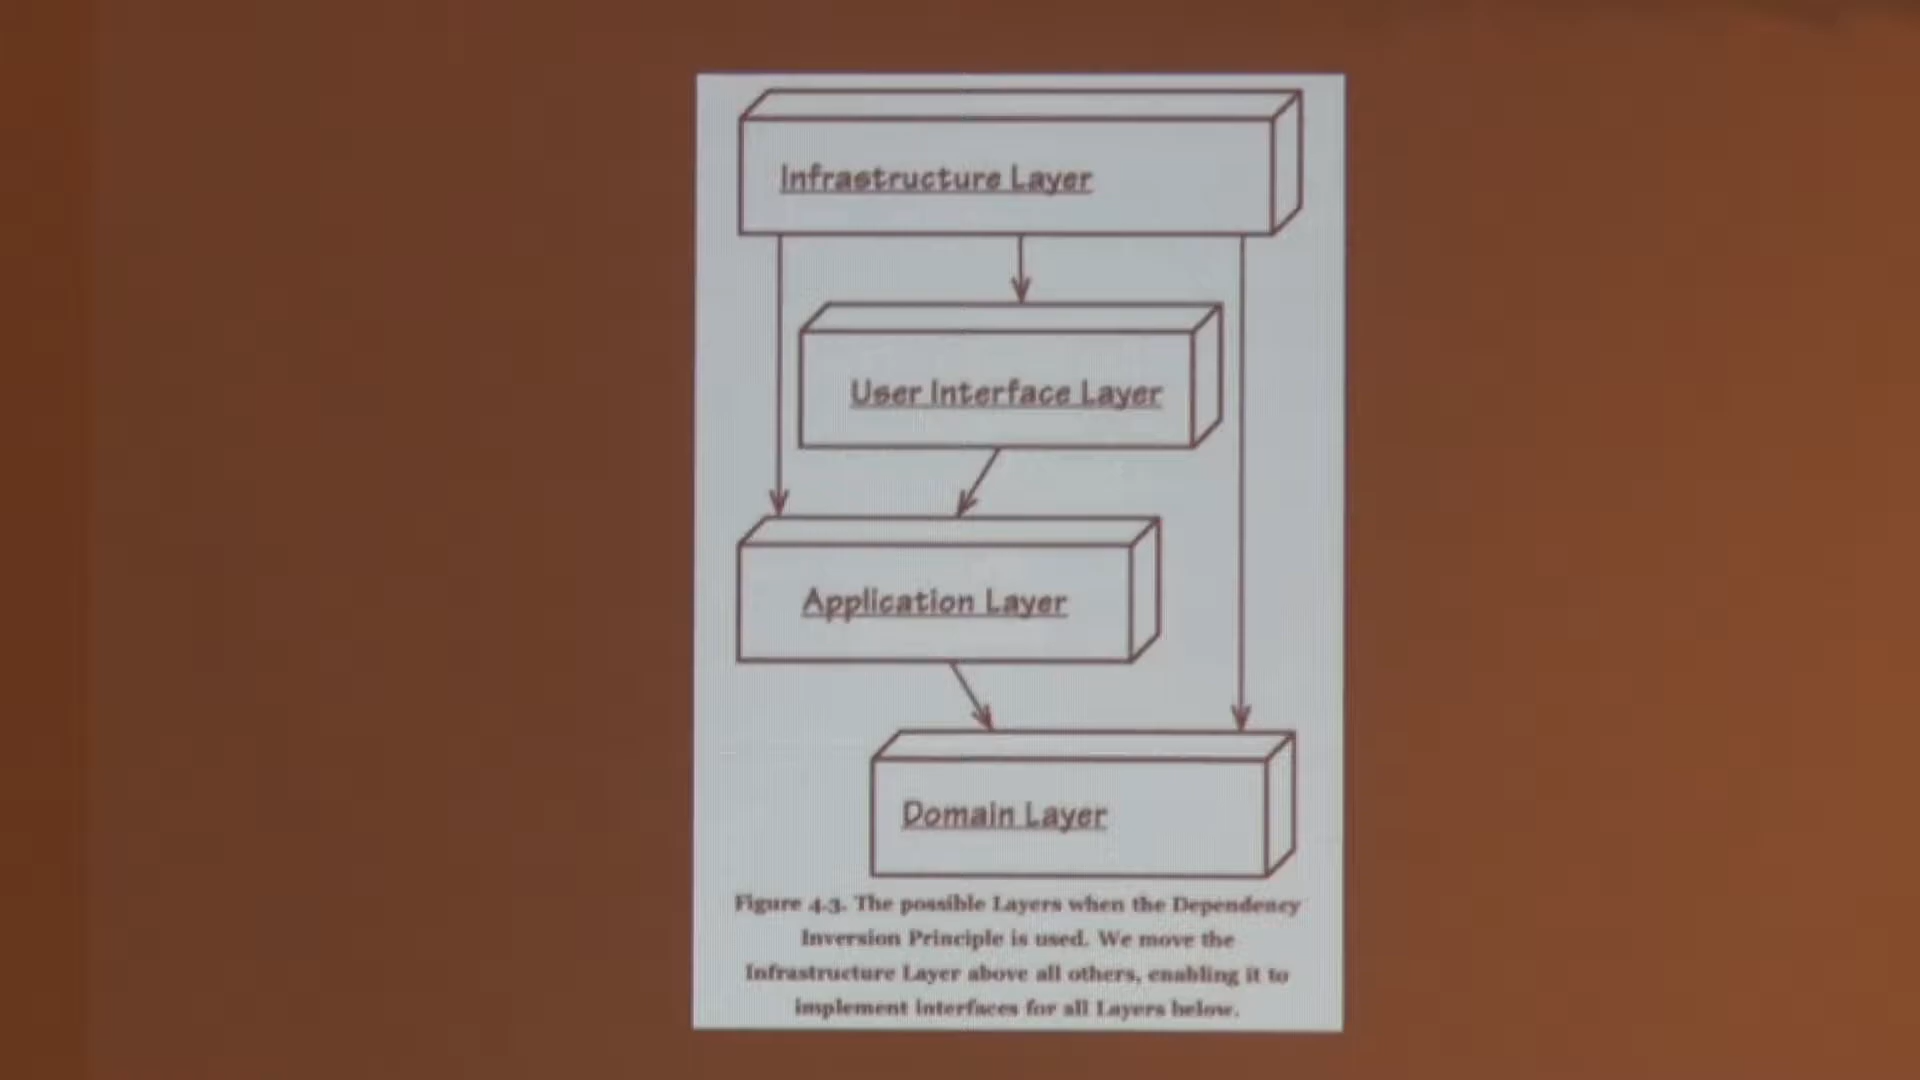 Infrastructure Layer
User Interface Layer
Application Layer
Domain Layer
Figure 4.3. The possible Layers when the Dependency
Inversion Principle is used. We move the
Infrastructure Layer above all others, enabling it to
implement interfaces for all Layers below.